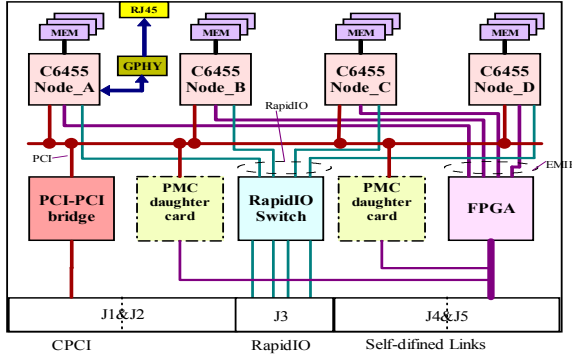 RJ45
MEM
MEM
MEM
MEM
GPHY
C6455
Node_A
C6455
Node_B
C6455
Node_C
C6455
Node_D
RapidIO
PCI
EMIF
PCI-PCI
bridge
PMC
daughter
card
RapidIO
Switch
PMC
daughter
card
FPGA
J1&J2
J3
J4&J5
CPCI
RapidIO
Self-difined Links